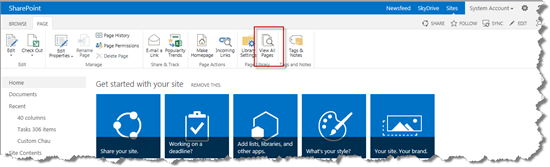 SharePoint
Newsfeed SkyDrive Sites System Account
BROWSE PAGE
SHARE FOLLOW SYNC EDIT
Edit Check Out Edit Properties Page History Page Permissions Delete Page E-mail a Link Popularity Trends Make Homepage Incoming Links Library Settings View All Pages Tags & Notes
Edit Manage Share & Track Page Actions Page Library Tags and Notes
Home
Documents
Recent
40 columns
Tasks 306 items
Custom Chau
Site Contents
Get started with your site REMOVE THIS
Share your site.
Working on a deadline?
Add lists, libraries, and other apps.
What's your style?
Your site. Your brand.